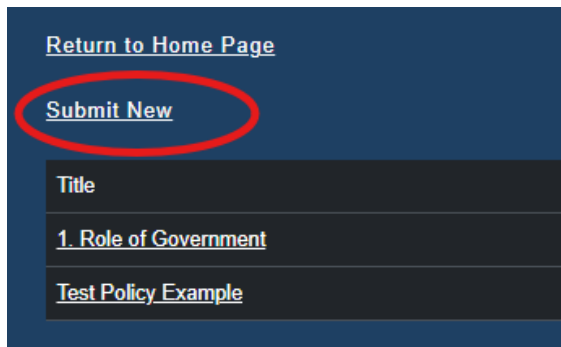 Return to Home Page
Submit New
Title
1. Role of Government
Test Policy Example